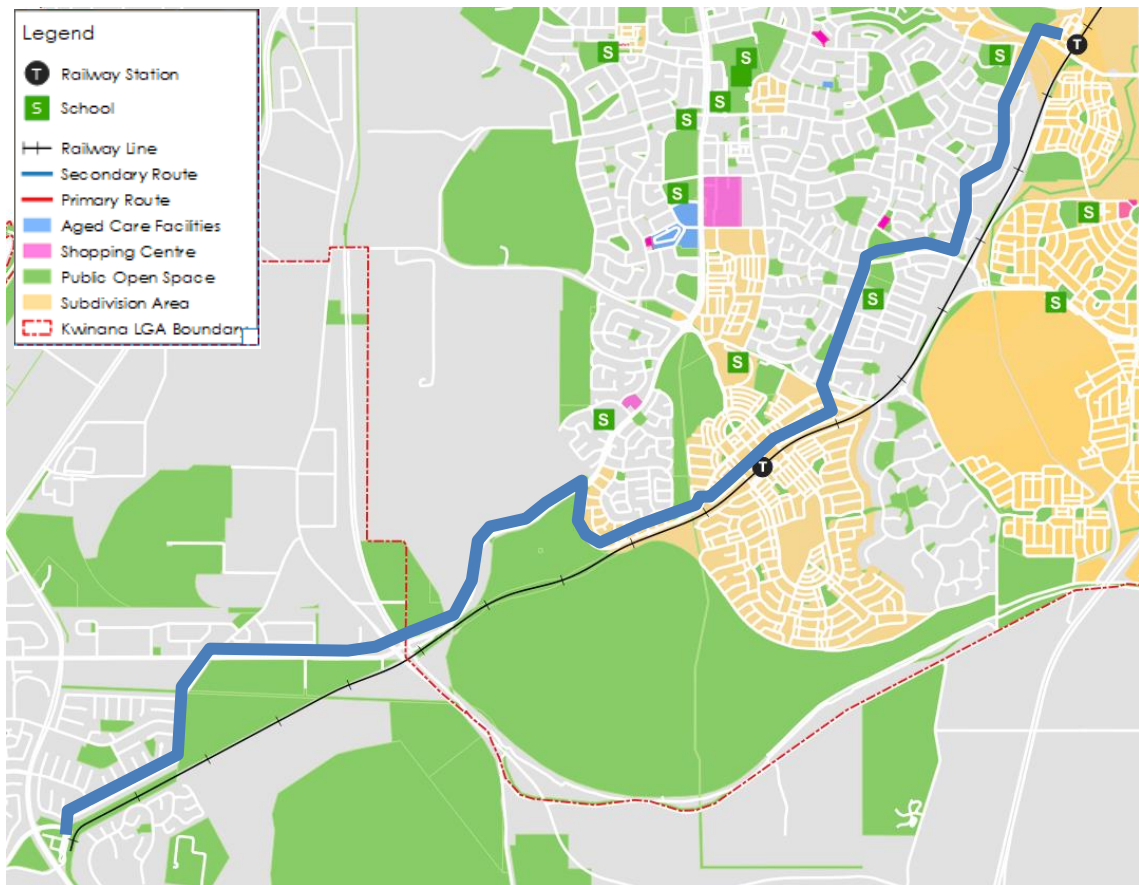 Legend
T Railway Station
S School
Railway Line
Secondary Route
Primary Route
Aged Care Facilities
Shopping Centre
Public Open Space
Subdivision Area
Kwinana LGA Boundary
S
S
S
S
S
S
T
S
S
S
S
S
S
T